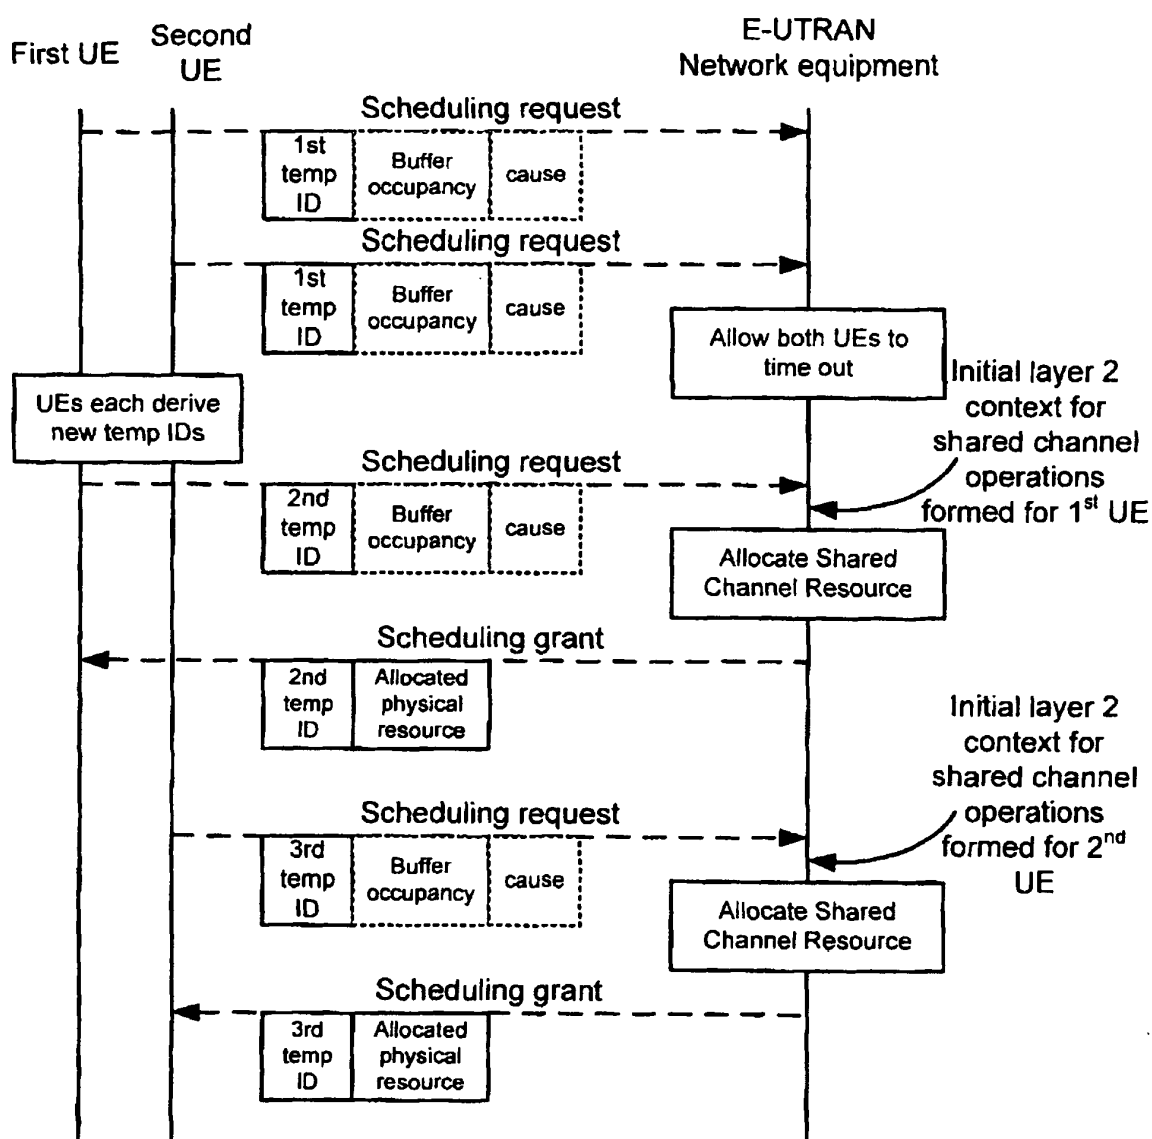 First UE
Second
UE
E-UTRAN
Network equipment
Scheduling request
1st
temp
ID
Buffer
occupancy
cause
Scheduling request
1st
temp
ID
Buffer
occupancy
cause
Allow both UEs to
time out
UEs each derive
new temp IDs
Initial layer 2
context for
shared channel
operations
formed for 1st UE
Scheduling request
2nd
temp
ID
Buffer
occupancy
cause
Allocate Shared
Channel Resource
Scheduling grant
2nd
temp
ID
Allocated
physical
resource
Initial layer 2
context for
shared channel
operations
formed for 2nd
UE
Scheduling request
3rd
temp
ID
Buffer
occupancy
cause
Allocate Shared
Channel Resource
Scheduling grant
3rd
temp
ID
Allocated
physical
resource